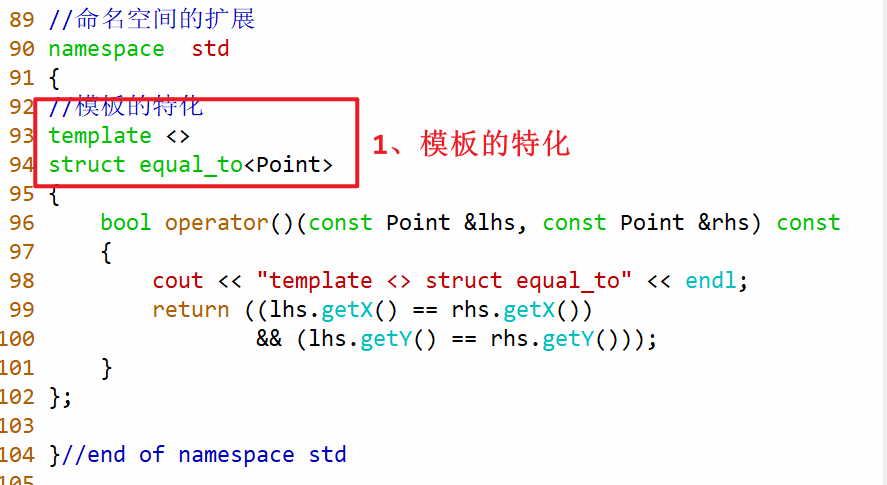 89 //命名空间的扩展
90 namespace  std
91 {
92 //模板的特化
93 template <>
94 struct equal_to<Point>
1、模板的特化
95 {
96     bool operator()(const Point &lhs, const Point &rhs) const
97     {
98         cout << "template <> struct equal_to" << endl;
99         return ((lhs.getX() == rhs.getX())
100                 && (lhs.getY() == rhs.getY()));
101     }
102 };
103
104 }//end of namespace std
105